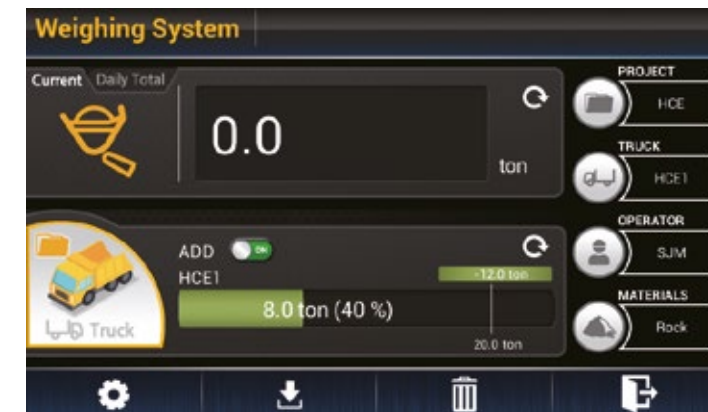 Weighing System
Current Daily Total
0.0
ton
PROJECT
HCE
TRUCK
HCE1
OPERATOR
SJM
MATERIALS
Rock
ADD ON
HCE1
-12.0 ton
8.0 ton (40 %)
20.0 ton
Truck